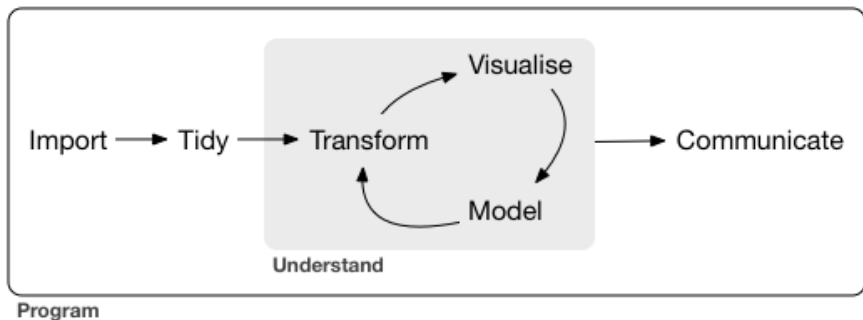 Visualise
Import
Tidy
Transform
Communicate
Model
Understand
Program